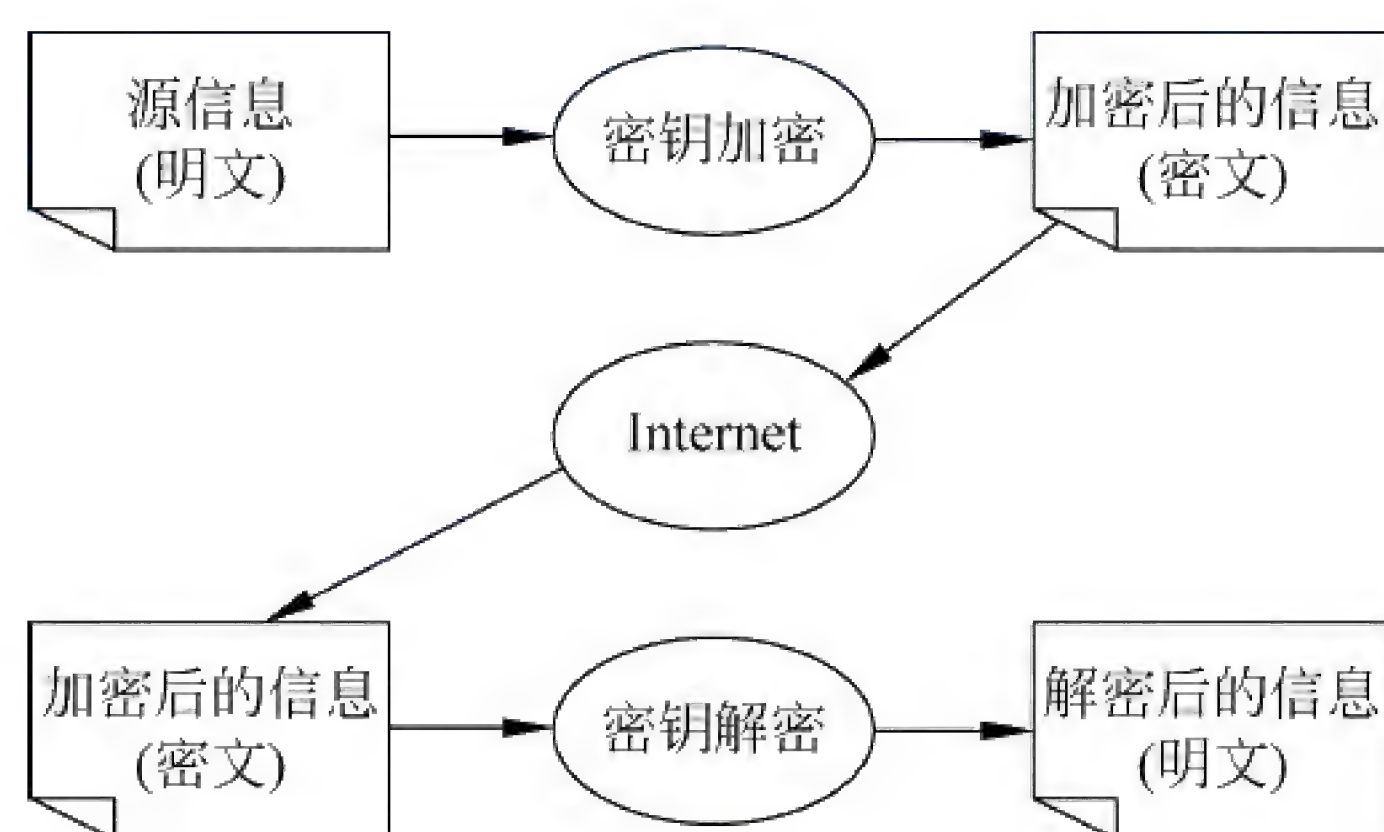 源信息
(明文)
密钥加密
加密后的信息
(密文)
Internet
加密后的信息
(密文)
密钥解密
解密后的信息
(明文)